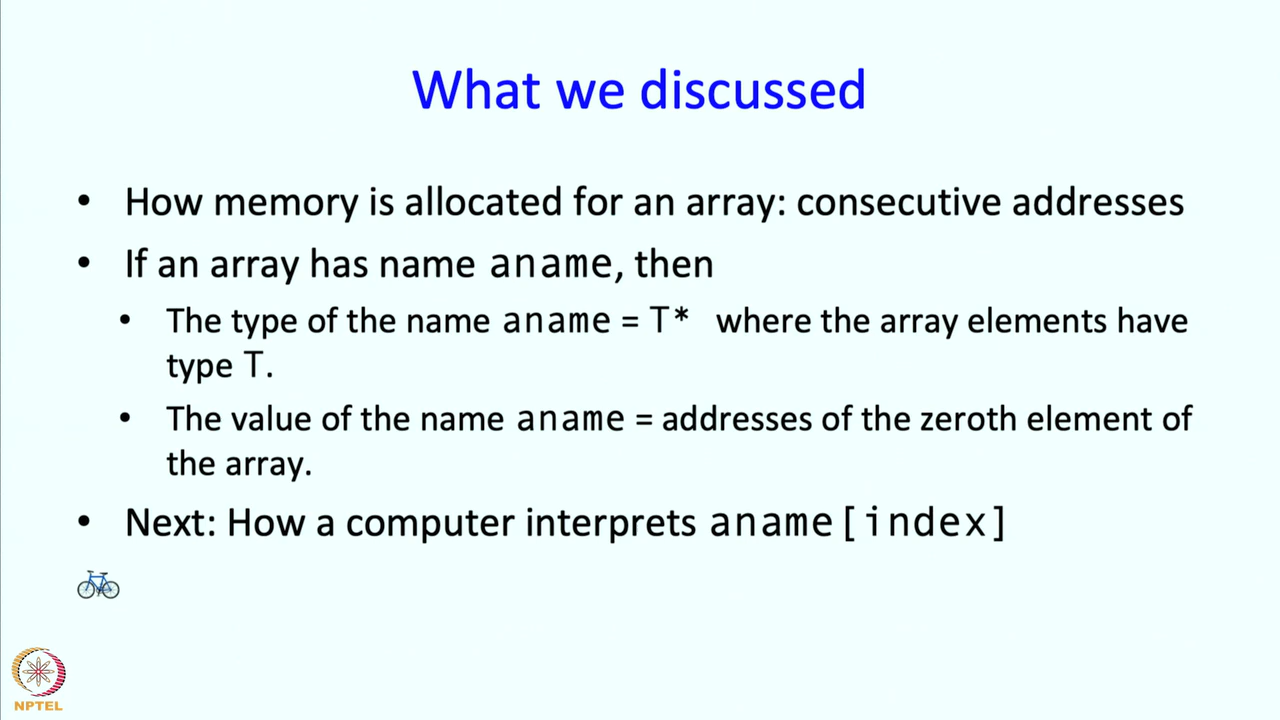 What we discussed
• How memory is allocated for an array: consecutive addresses
• If an array has name aname, then
• The type of the name aname = T* where the array elements have
type T.
• The value of the name aname = addresses of the zeroth element of
the array.
• Next: How a computer interprets aname[index]
NPTEL